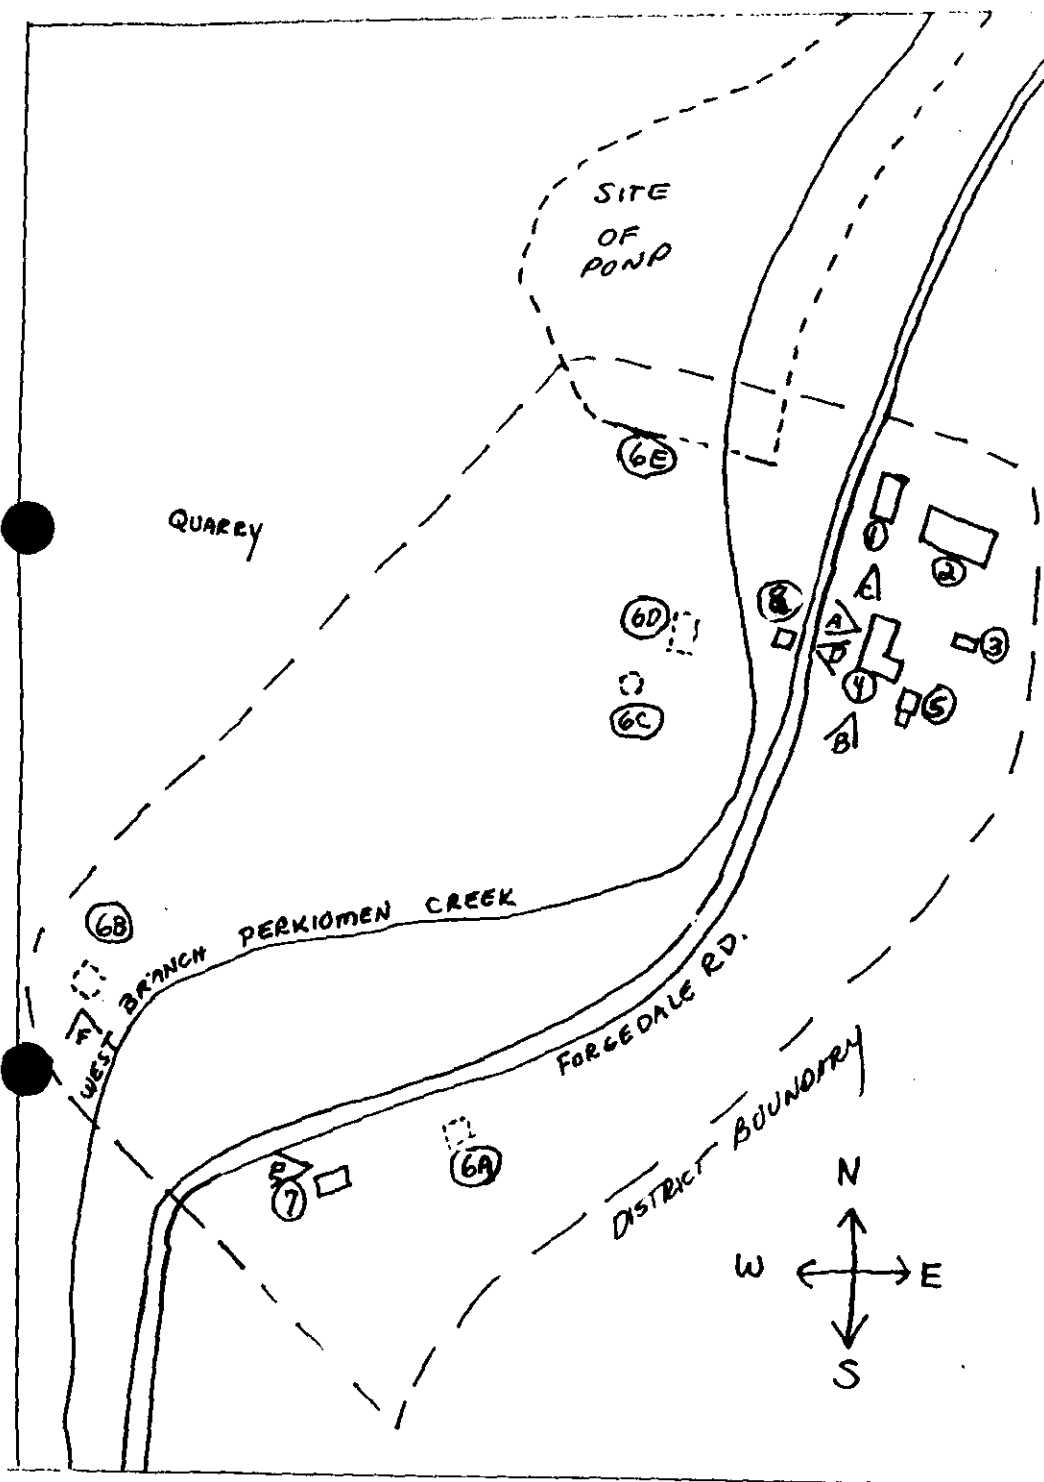 SITE
OF
POND
6E
QUARRY
1
2
C
6D
8
A
D
3
4
5
6C
B
6B
F
WEST BRANCH PERKIOMEN CREEK
FORGEDALE RD.
DISTRICT BOUNDARY
6A
E
7
N
W
E
S